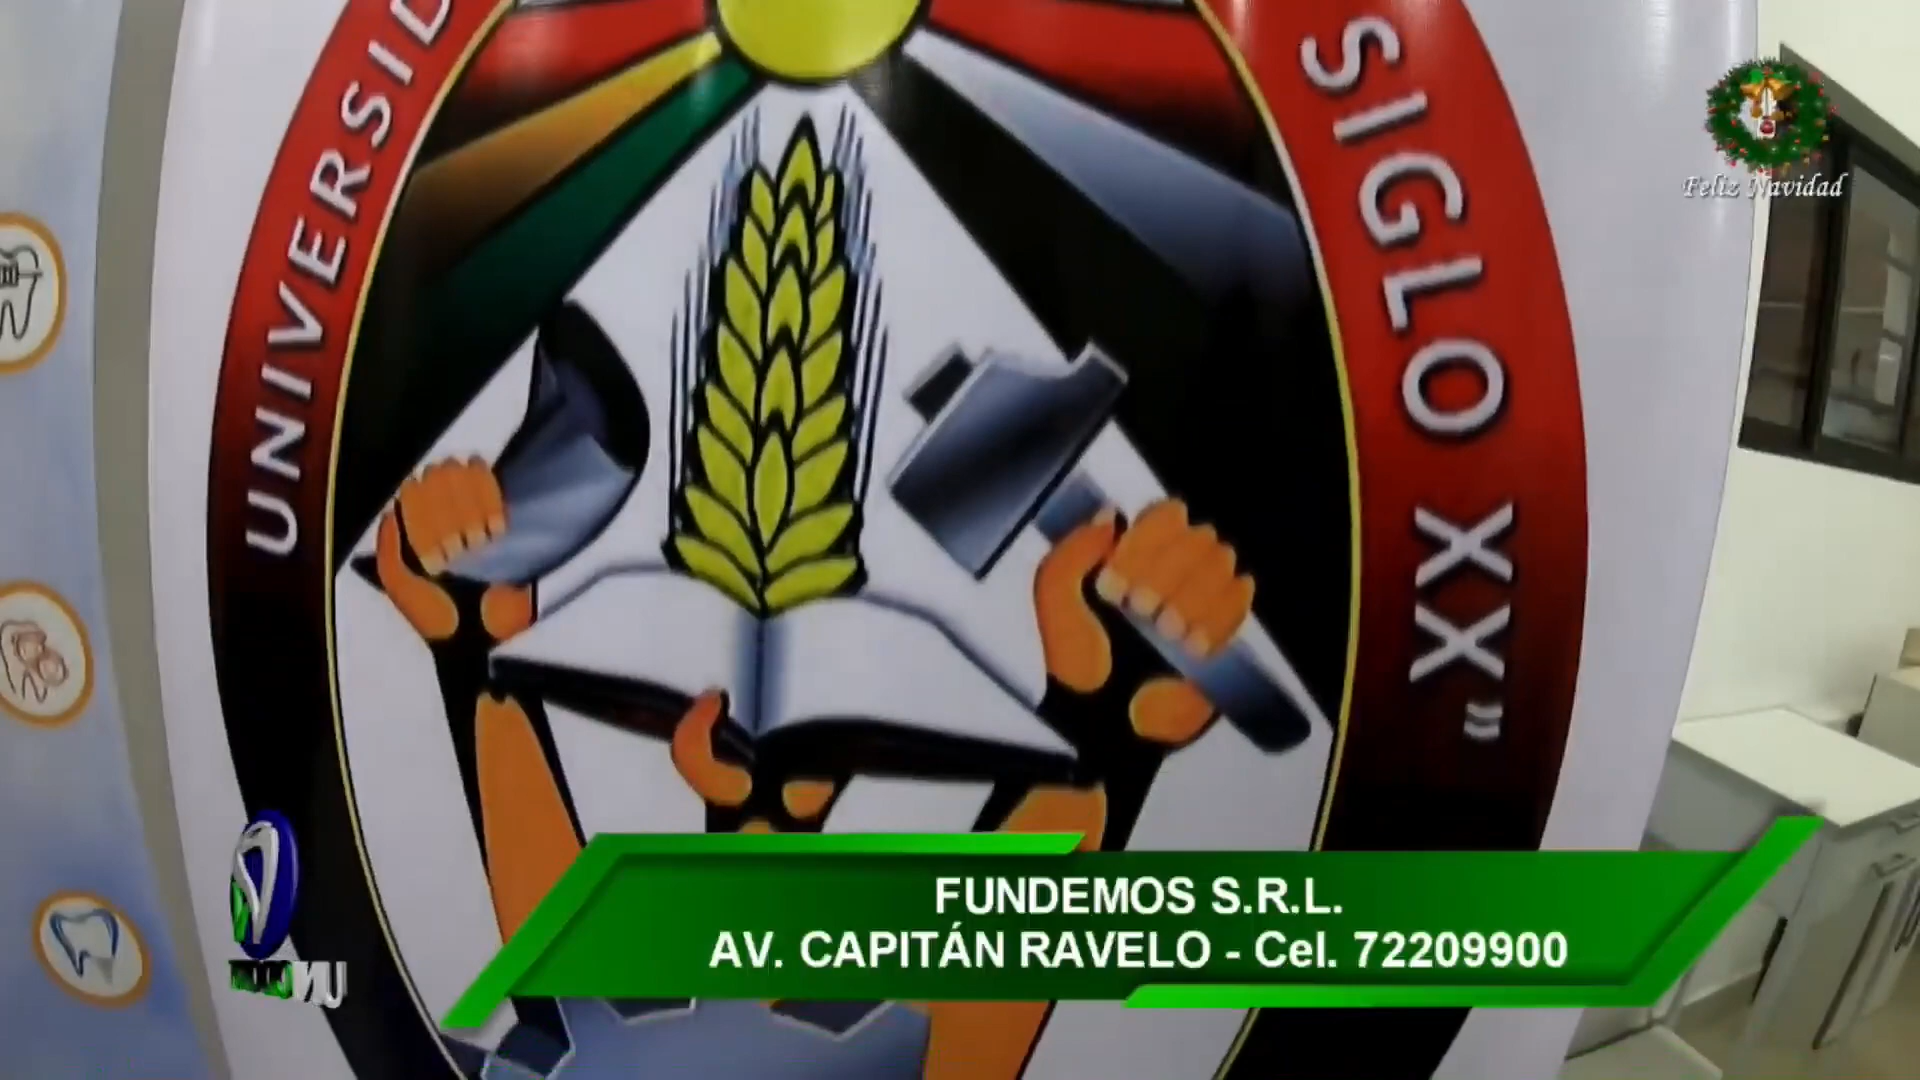 UNIVERSID
SIGLO XX"
Feliz Navidad
FUNDEMOS S.R.L.
AV. CAPITÁN RAVELO - Cel. 72209900